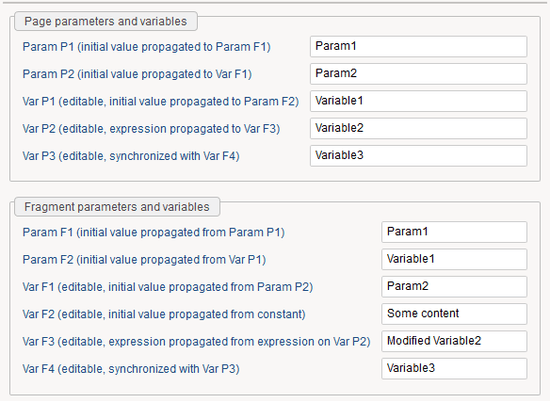 Page parameters and variables
Param P1 (initial value propagated to Param F1) Param1
Param P2 (initial value propagated to Var F1) Param2
Var P1 (editable, initial value propagated to Param F2) Variable1
Var P2 (editable, expression propagated to Var F3) Variable2
Var P3 (editable, synchronized with Var F4) Variable3
Fragment parameters and variables
Param F1 (initial value propagated from Param P1) Param1
Param F2 (initial value propagated from Var P1) Variable1
Var F1 (editable, initial value propagated from Param P2) Param2
Var F2 (editable, initial value propagated from constant) Some content
Var F3 (editable, expression propagated from expression on Var P2) Modified Variable2
Var F4 (editable, synchronized with Var P3) Variable3